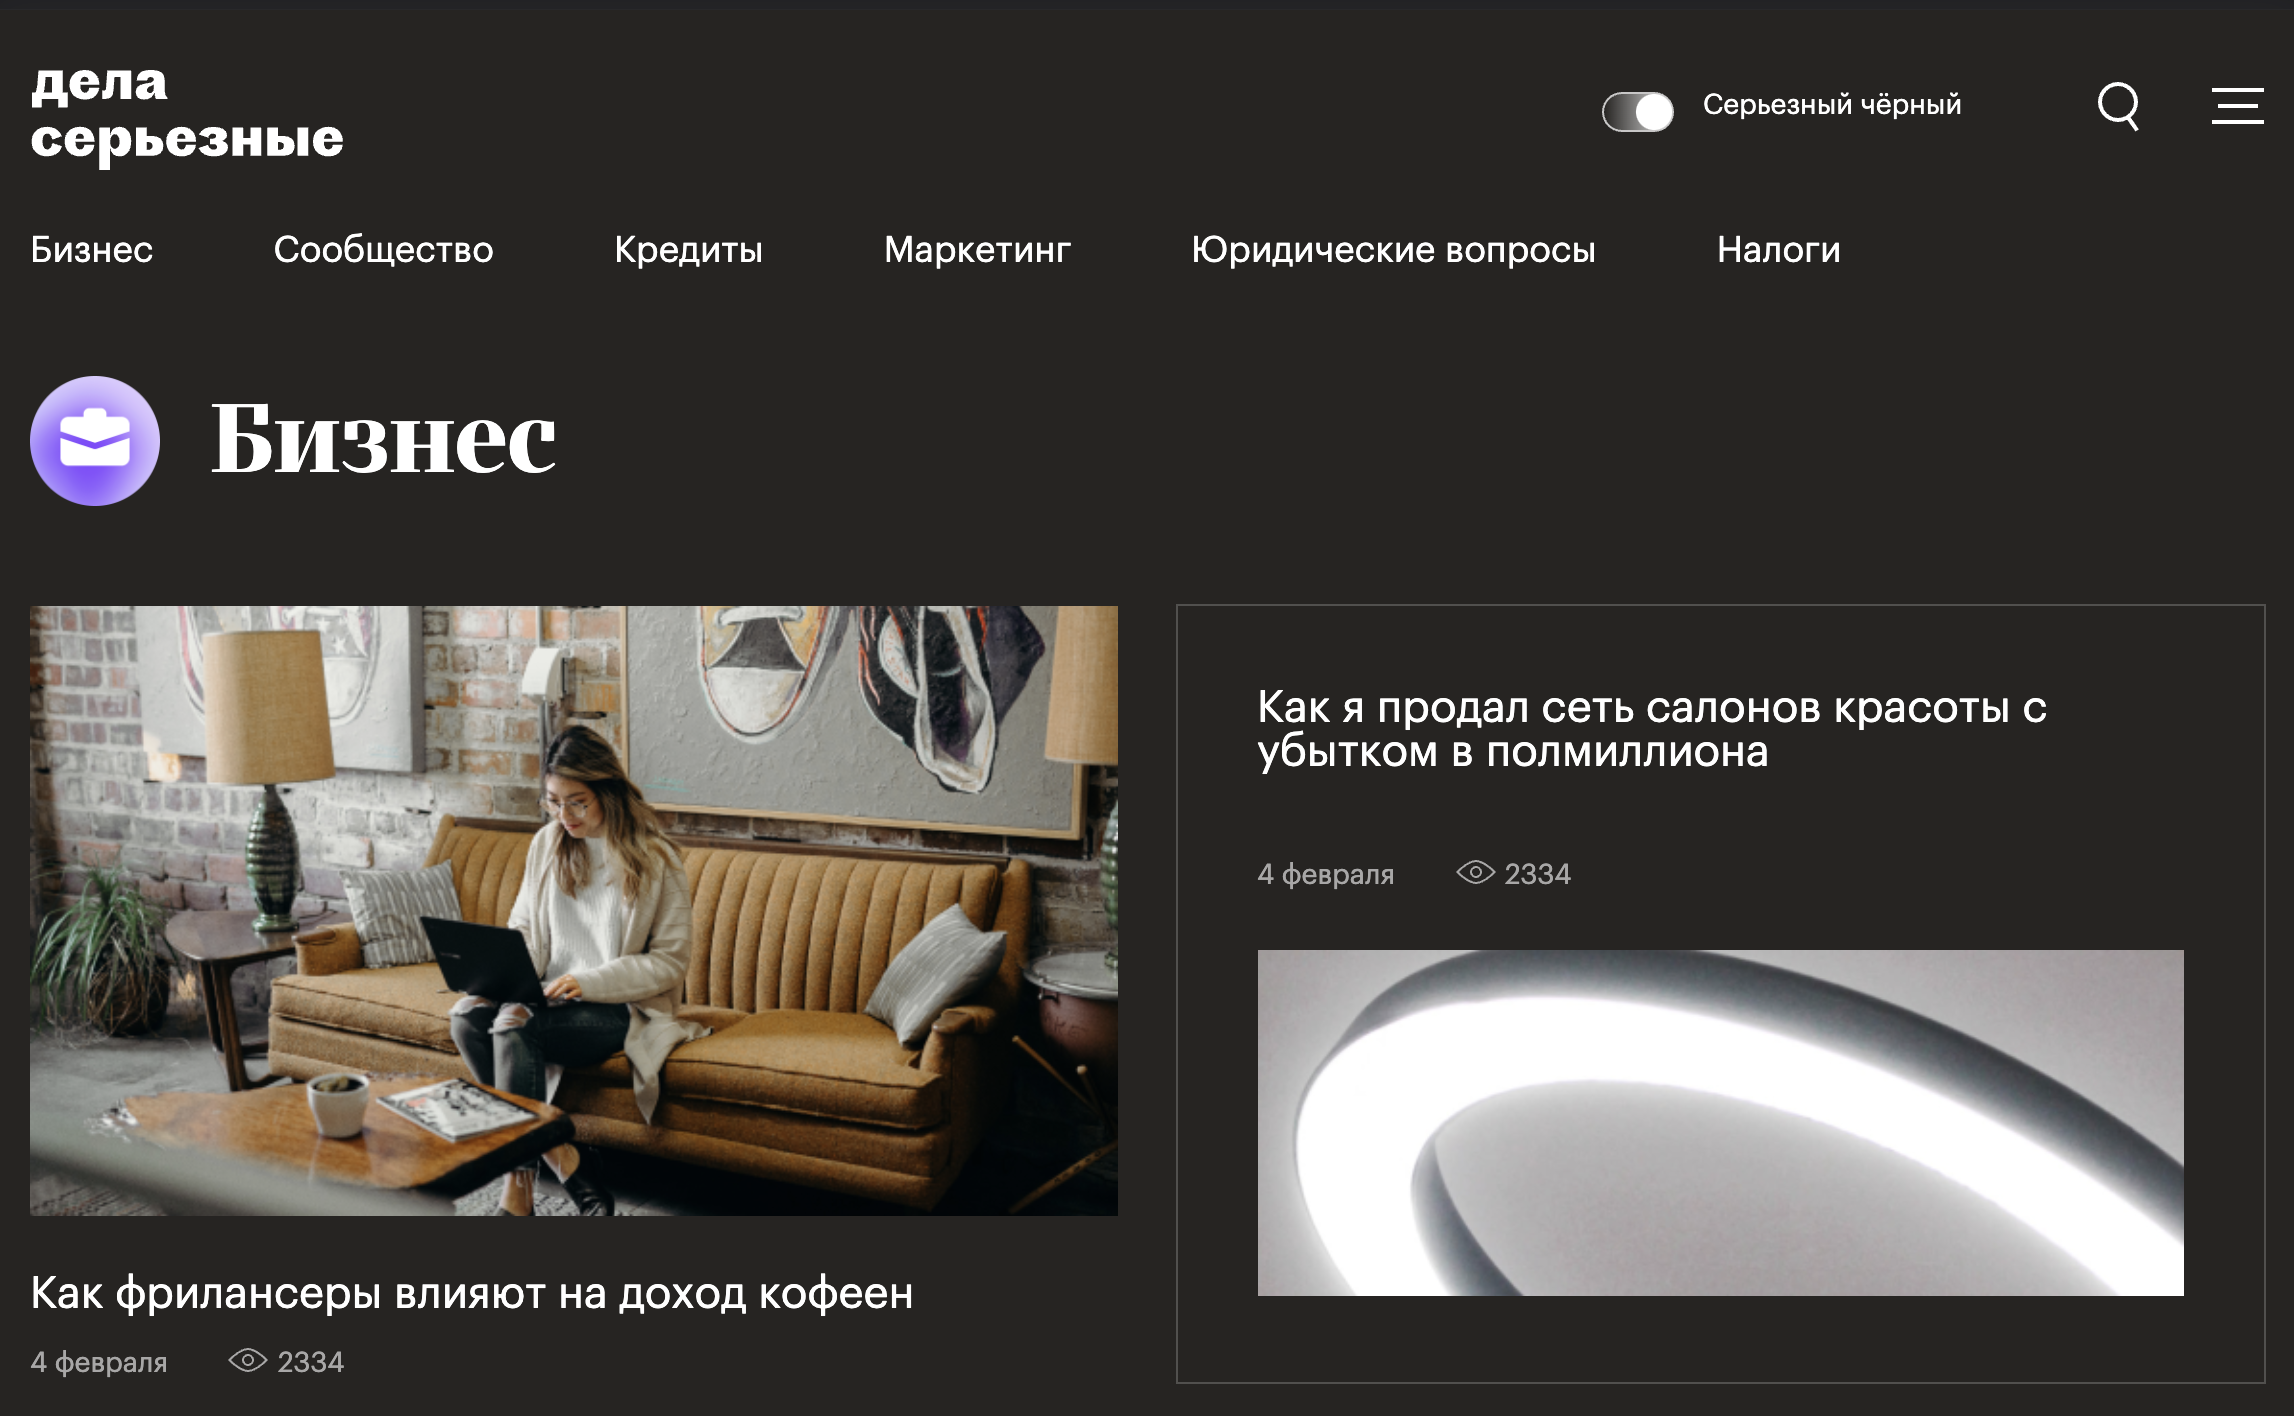 дела
серьезные
Серьезный чёрный
Бизнес
Сообщество
Кредиты
Маркетинг
Юридические вопросы
Налоги
Бизнес
Как фрилансеры влияют на доход кофеен
4 февраля
2334
Как я продал сеть салонов красоты с
убытком в полмиллиона
4 февраля
2334